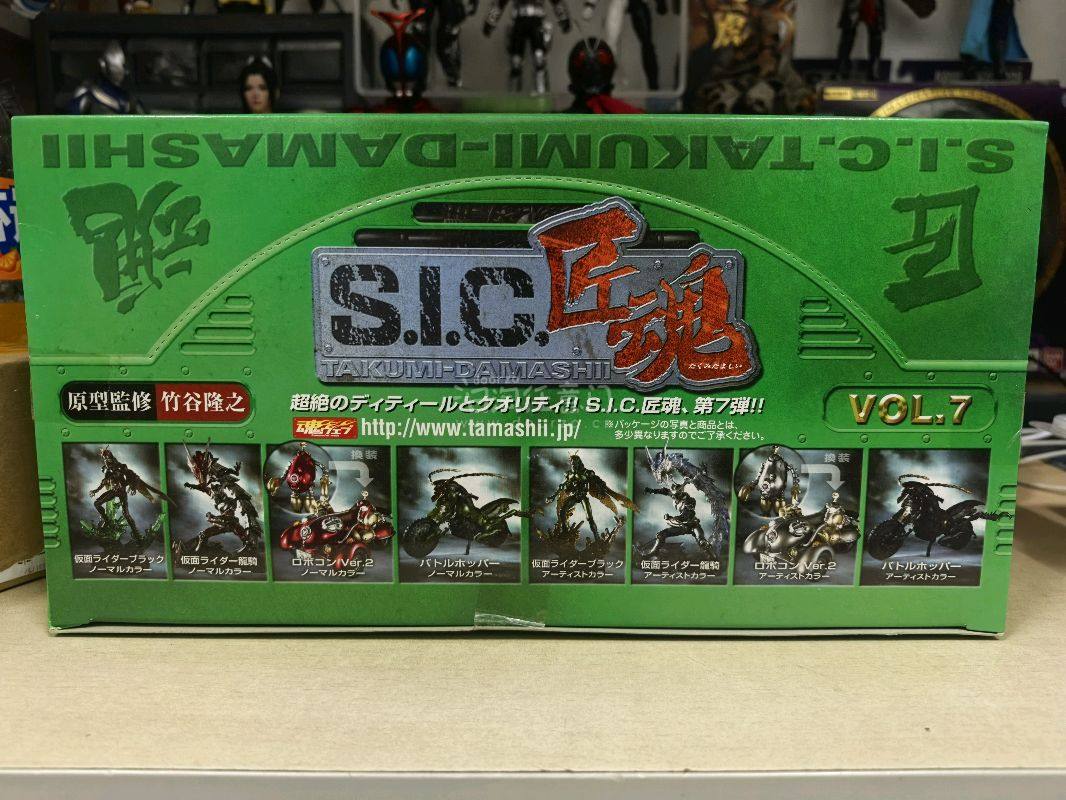 S.I.C.TAKUMI-DAMASHII
匠
魂
S.I.C.匠魂
たくみだましい
TAKUMI-DAMASHII
原型監修 竹谷隆之
超絶のディティールとクオリティ!! S.I.C.匠魂、第7弾!!
VOL.7
魂ウェブ http://www.tamashii.jp/
※パッケージの写真と商品とは、
多少異なりますのでご了承ください。
換装
換装
仮面ライダーブラック
ノーマルカラー
仮面ライダー龍騎
ノーマルカラー
ロボコン Ver.2
ノーマルカラー
バトルホッパー
ノーマルカラー
仮面ライダーブラック
アーティストカラー
仮面ライダー龍騎
アーティストカラー
ロボコン Ver.2
アーティストカラー
バトルホッパー
アーティストカラー